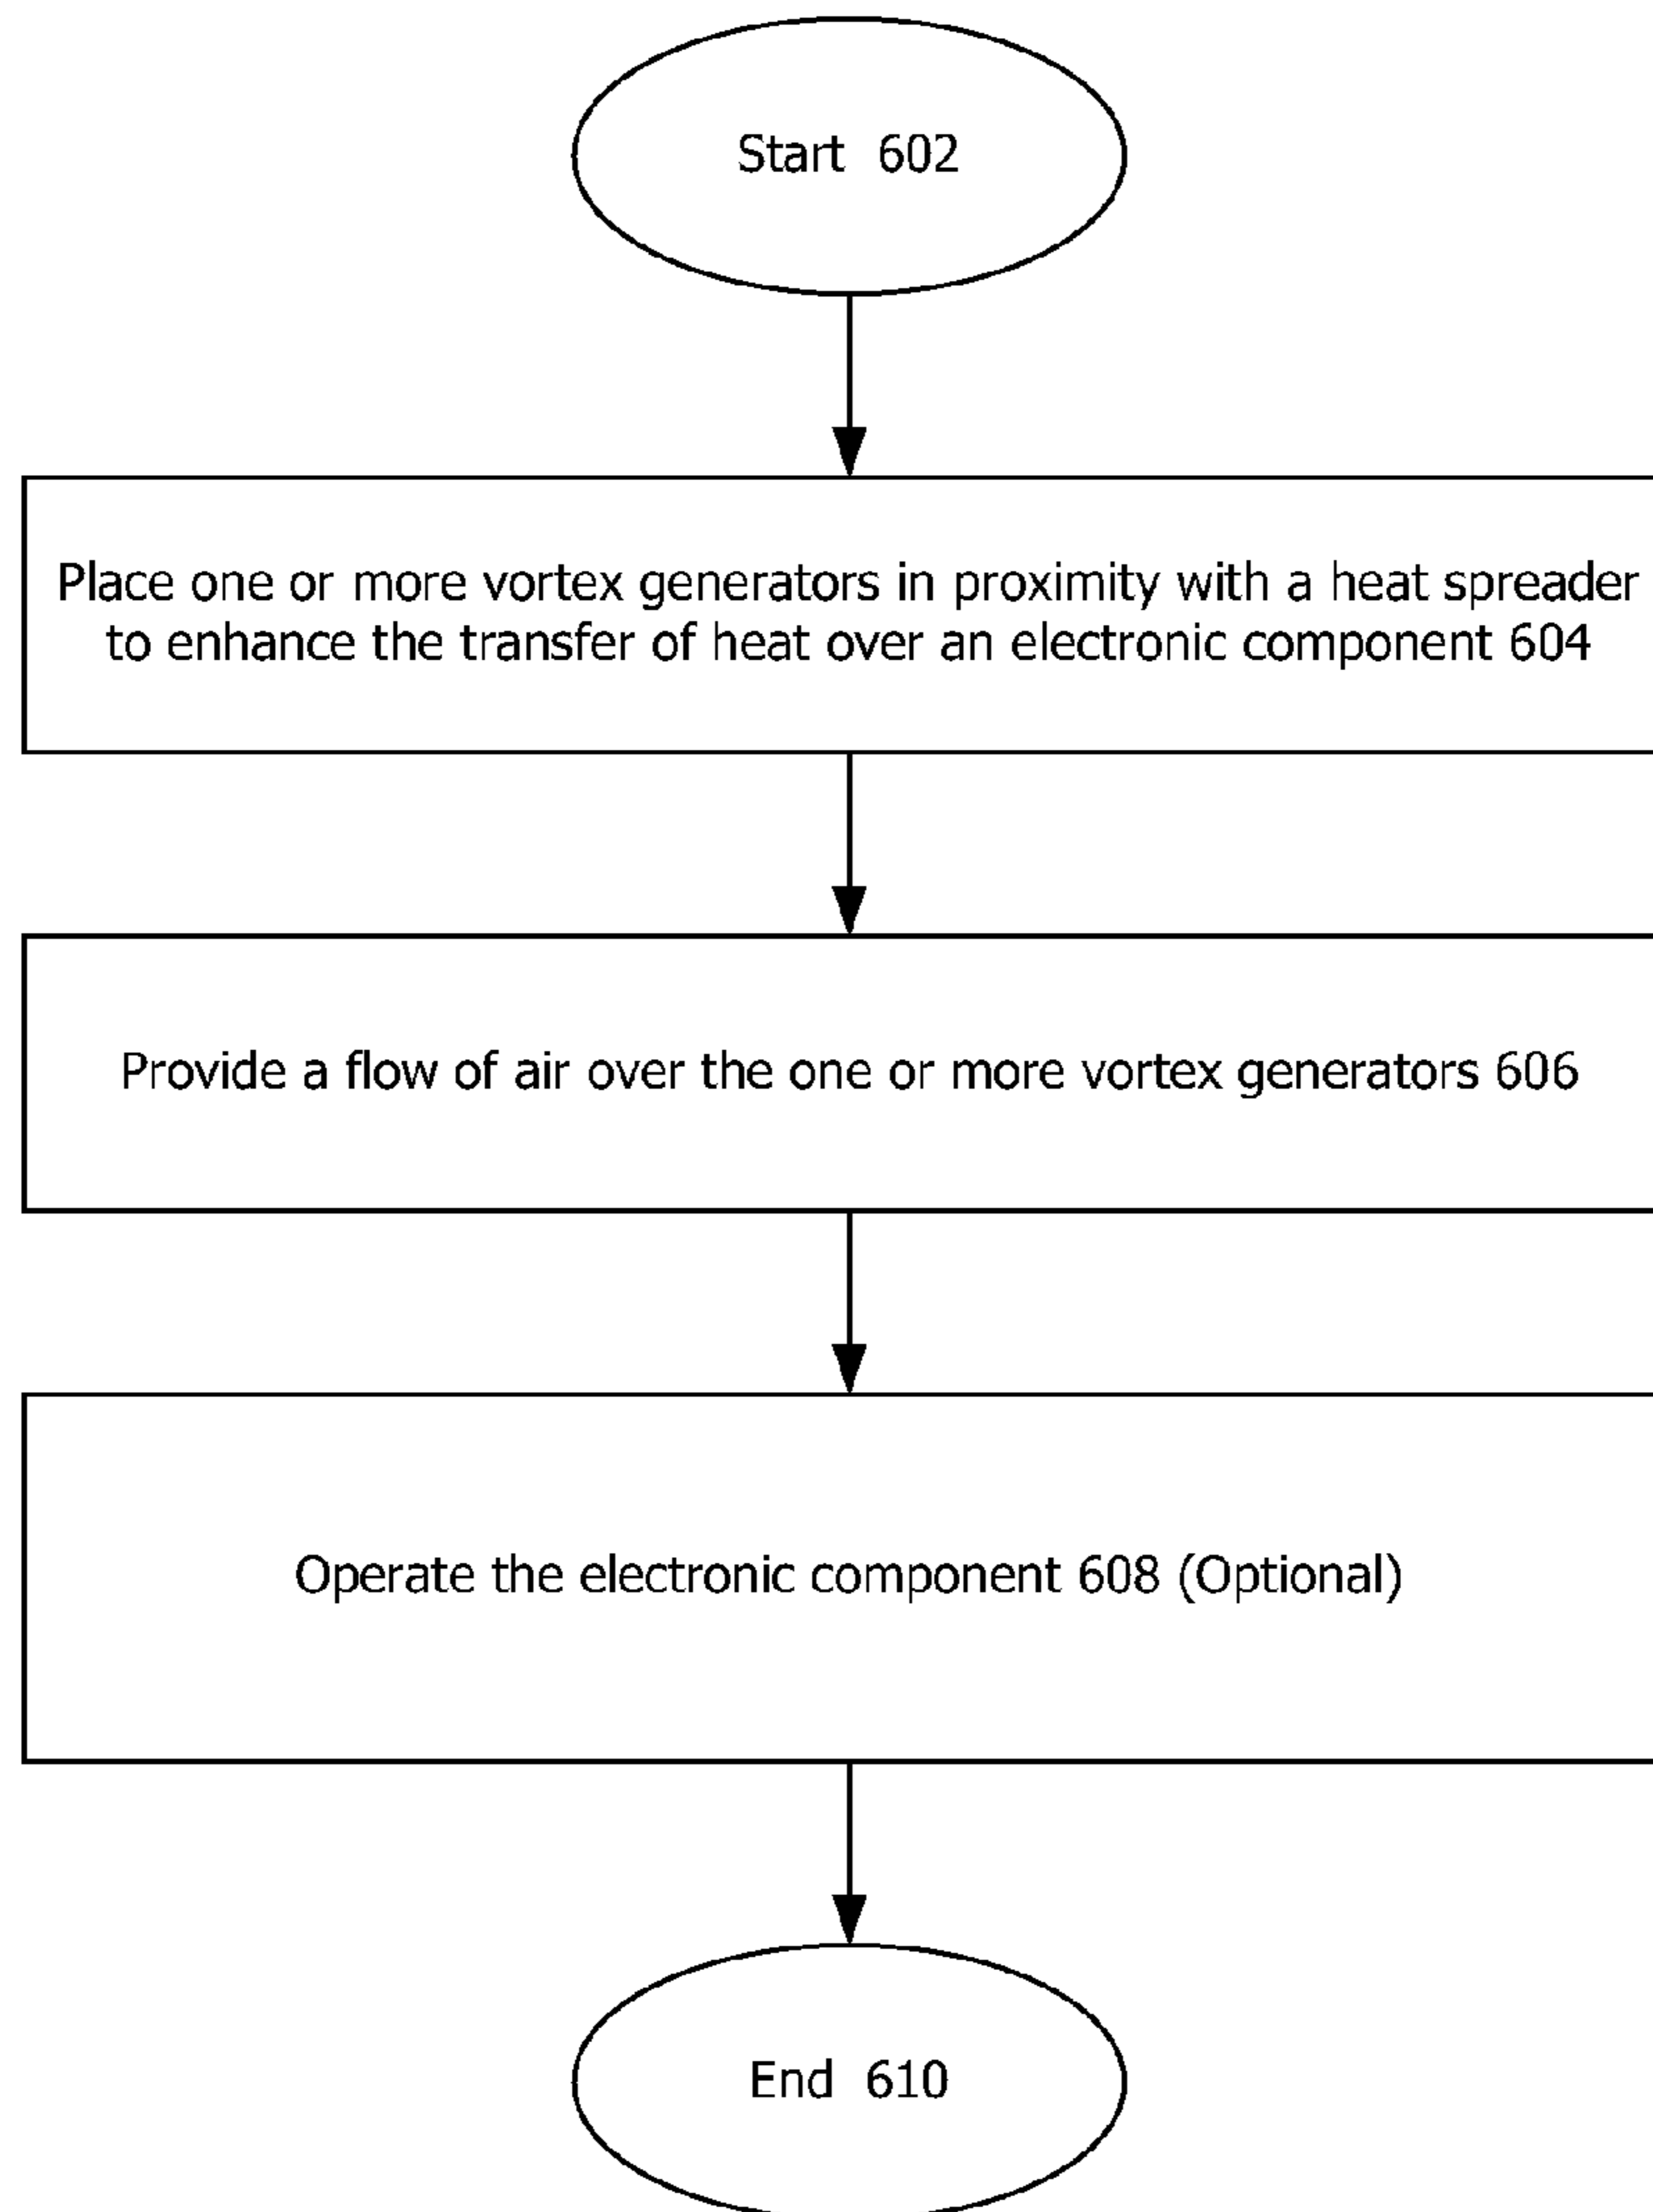 Start 602
Place one or more vortex generators in proximity with a heat spreader
to enhance the transfer of heat over an electronic component 604
Provide a flow of air over the one or more vortex generators 606
Operate the electronic component 608 (Optional)
End 610